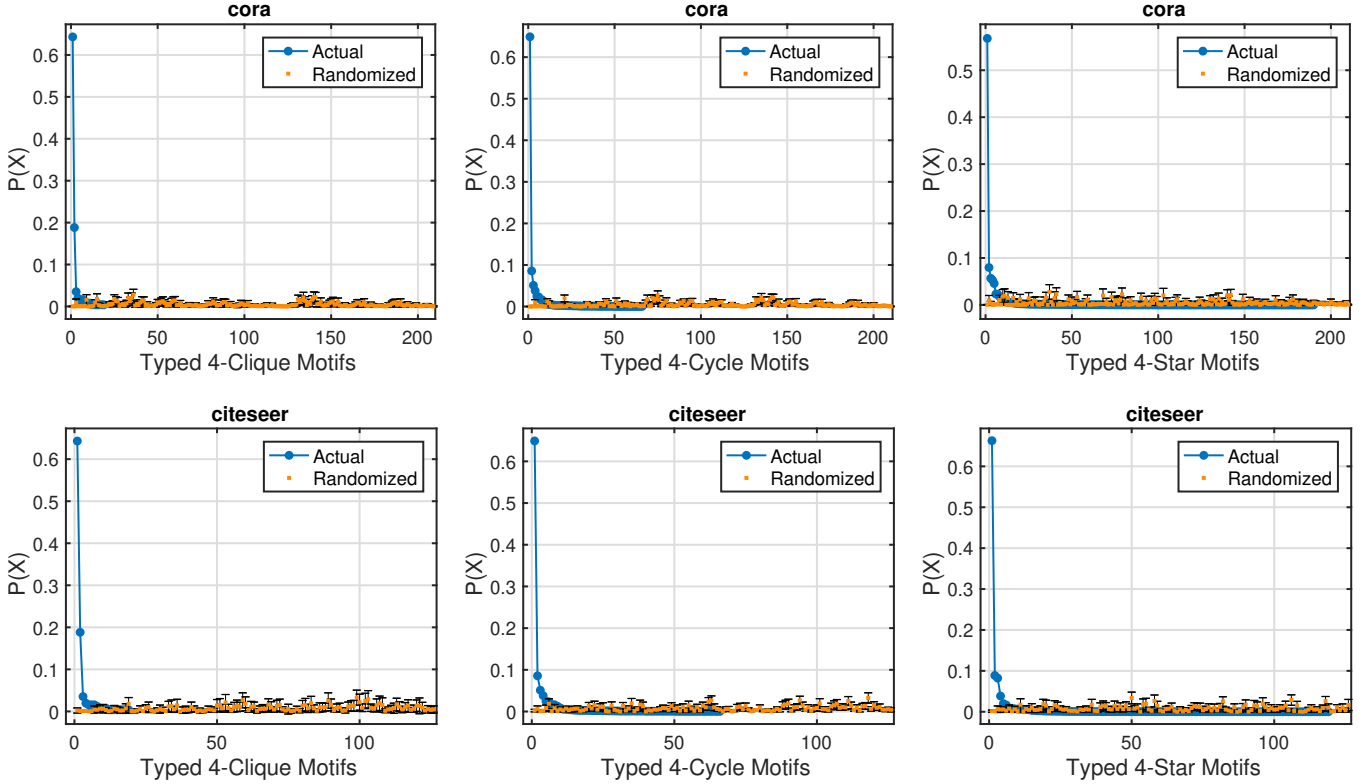 cora
0.6
0.5
0.4
0.3
0.2
0.1
0
P(X)
Actual
Randomized
0
50
100
150
200
Typed 4-Clique Motifs
cora
0.6
0.5
0.4
0.3
0.2
0.1
0
P(X)
Actual
Randomized
0
50
100
150
200
Typed 4-Cycle Motifs
cora
0.5
0.4
0.3
0.2
0.1
0
P(X)
Actual
Randomized
0
50
100
150
200
Typed 4-Star Motifs
citeseer
0.6
0.5
0.4
0.3
0.2
0.1
0
P(X)
Actual
Randomized
0
50
100
Typed 4-Clique Motifs
citeseer
0.6
0.5
0.4
0.3
0.2
0.1
0
P(X)
Actual
Randomized
0
50
100
Typed 4-Cycle Motifs
citeseer
0.6
0.5
0.4
0.3
0.2
0.1
0
P(X)
Actual
Randomized
0
50
100
Typed 4-Star Motifs